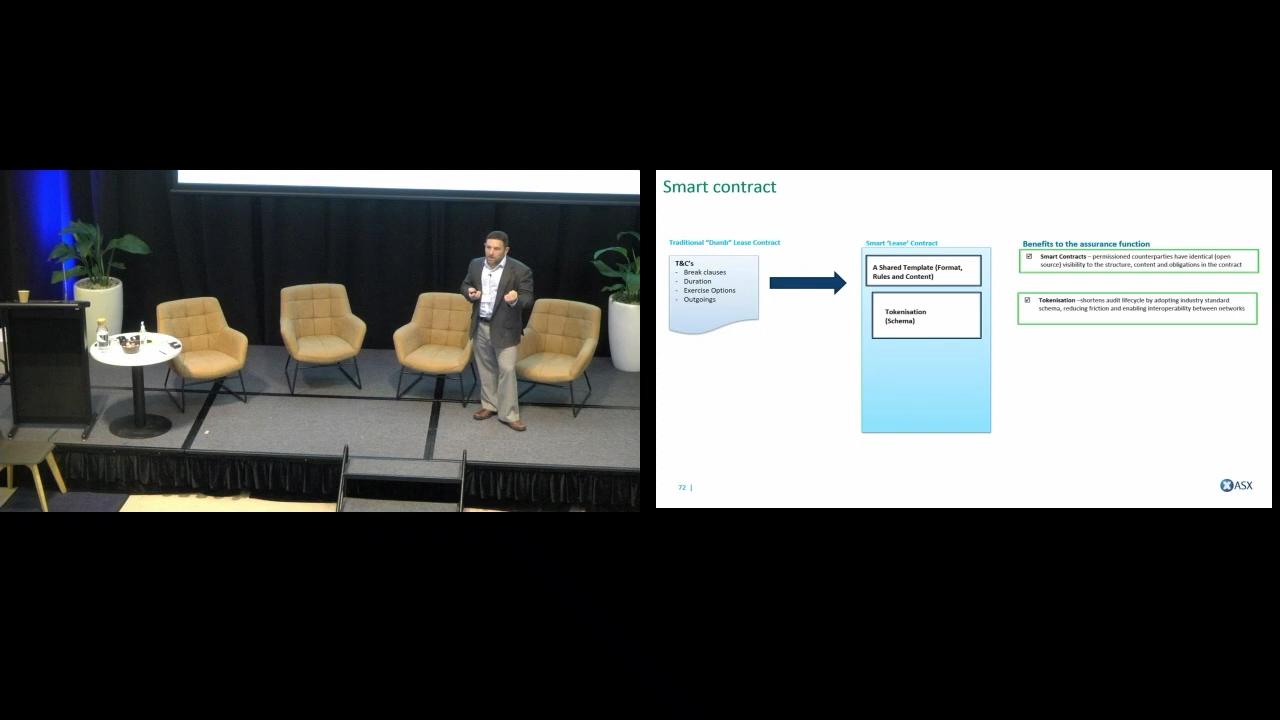 Smart contract
Traditional "Dumb" Lease Contract
T&C's
- Break clauses
- Duration
- Exercise Options
- Outgoings
Smart 'Lease' Contract
A Shared Template (Format,
Rules and Content)
Tokenisation
(Schema)
Benefits to the assurance function
Smart Contracts – permissioned counterparties have identical (open
source) visibility to the structure, content and obligations in the contract
Tokenisation –shortens audit lifecycle by adopting industry standard
schema, reducing friction and enabling interoperability between networks
72 |
ASX